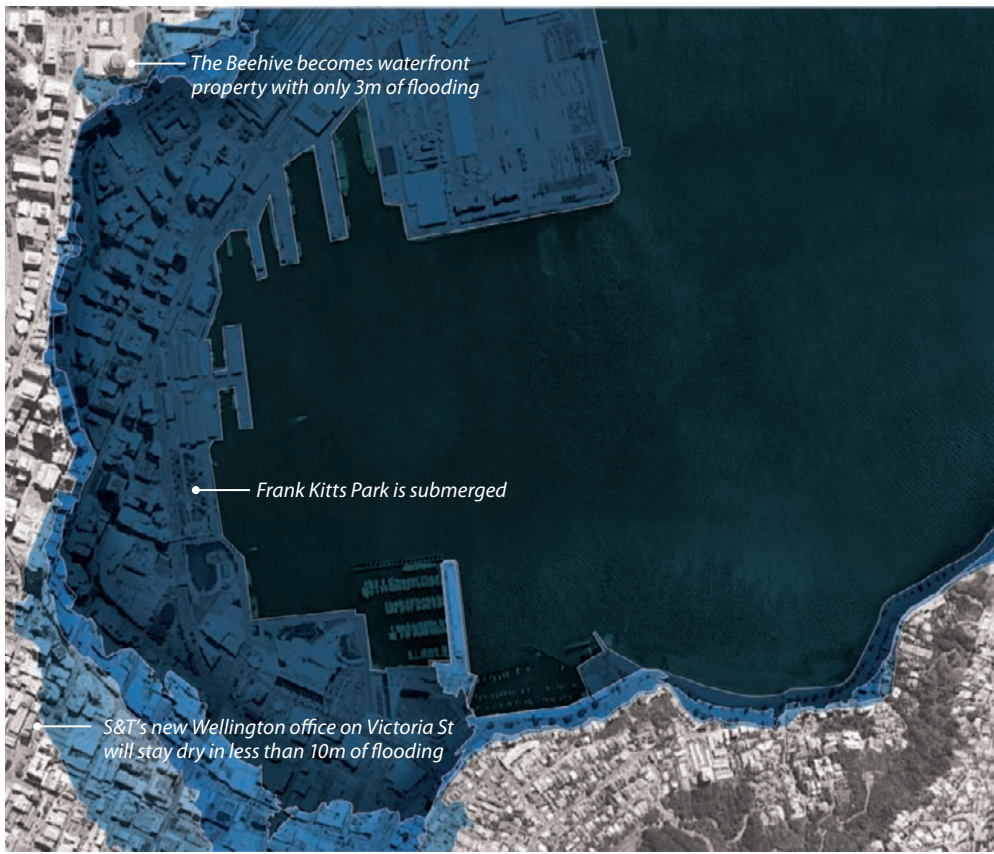 The Beehive becomes waterfront
property with only 3m of flooding
Frank Kitts Park is submerged
S&T's new Wellington office on Victoria St
will stay dry in less than 10m of flooding